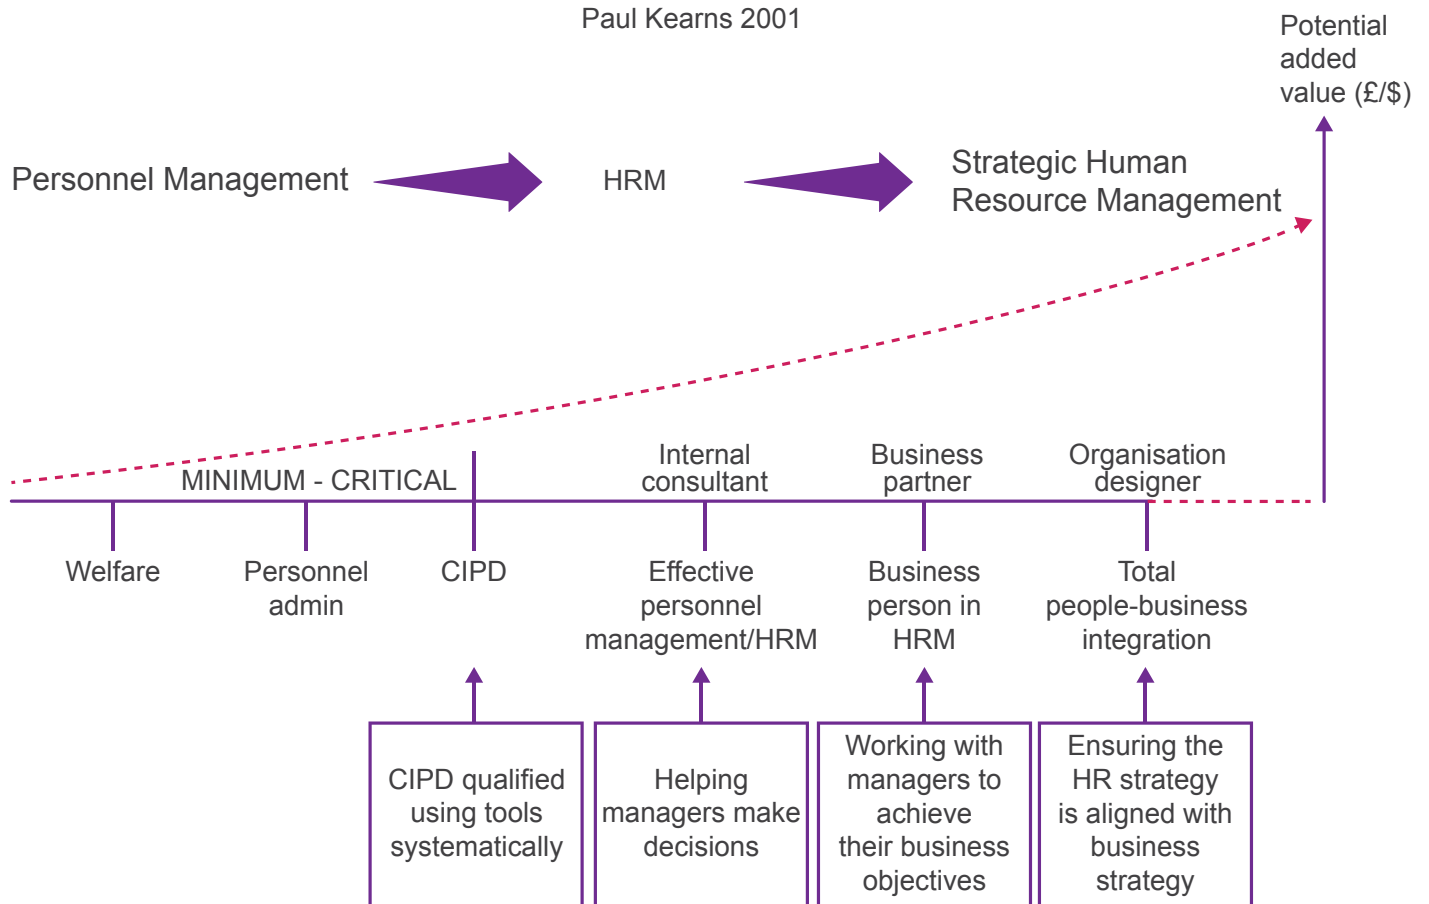 Paul Kearns 2001
Potential
added
value (£/$)
Personnel Management
HRM
Strategic Human
Resource Management
MINIMUM - CRITICAL
Internal
consultant
Business
partner
Organisation
designer
Welfare
Personnel
admin
CIPD
Effective
personnel
management/HRM
Business
person in
HRM
Total
people-business
integration
CIPD qualified
using tools
systematically
Helping
managers make
decisions
Working with
managers to
achieve
their business
objectives
Ensuring the
HR strategy
is aligned with
business
strategy